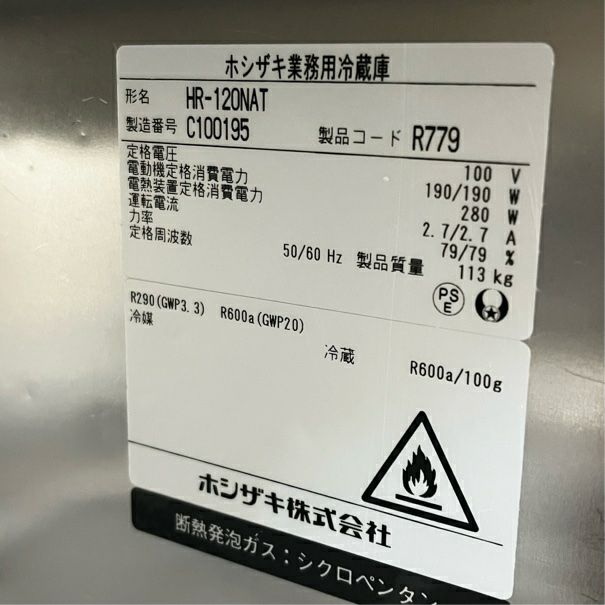 ホシザキ業務用冷蔵庫
形名 HR-120NAT
製造番号 C100195 製品コード R779
定格電圧 100 V
電動機定格消費電力 190/190 W
電熱装置定格消費電力 280 W
運転電流 2.7/2.7 A
力率 79/79 %
定格周波数 50/60 Hz 製品質量 113 kg
PS
E
R290(GWP3.3) R600a(GWP20)
冷媒 冷蔵 R600a/100g
ホシザキ株式会社
断熱発泡ガス:シクロペンタン